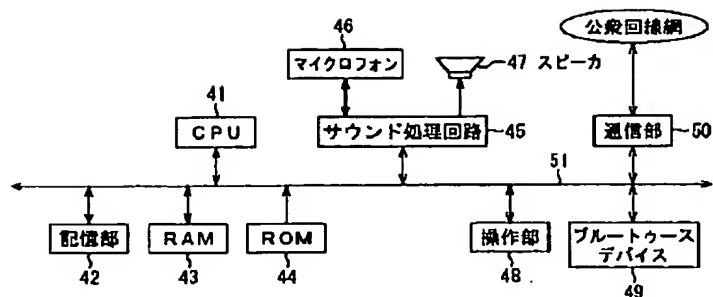 公衆回線網
46
マイクロフォン
47 スピーカ
41
CPU
サウンド処理回路
45
通信部
50
51
記憶部
RAM
ROM
操作部
ブルートゥース
デバイス
42
43
44
48
49